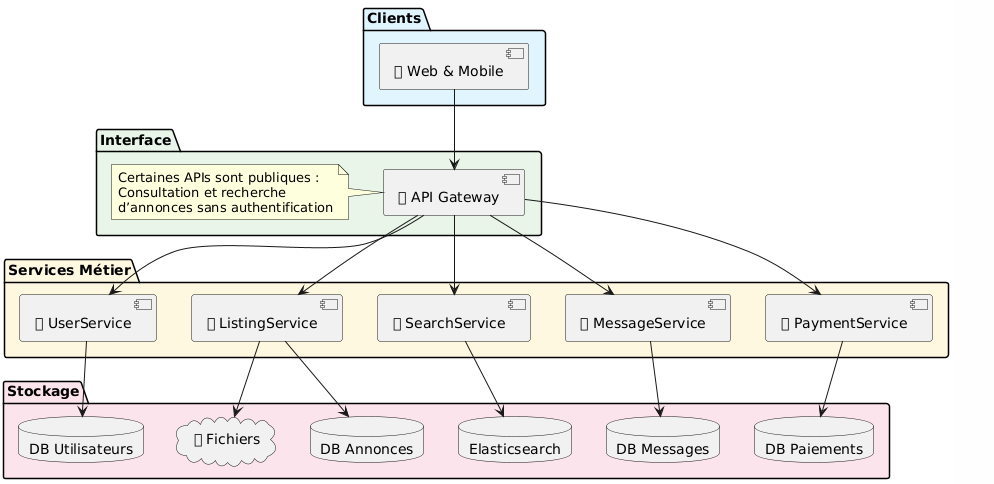 Clients
Web & Mobile
Interface
Certaines APIs sont publiques :
Consultation et recherche
d’annonces sans authentification
API Gateway
Services Métier
UserService
ListingService
SearchService
MessageService
PaymentService
Stockage
DB Utilisateurs
Fichiers
DB Annonces
Elasticsearch
DB Messages
DB Paiements